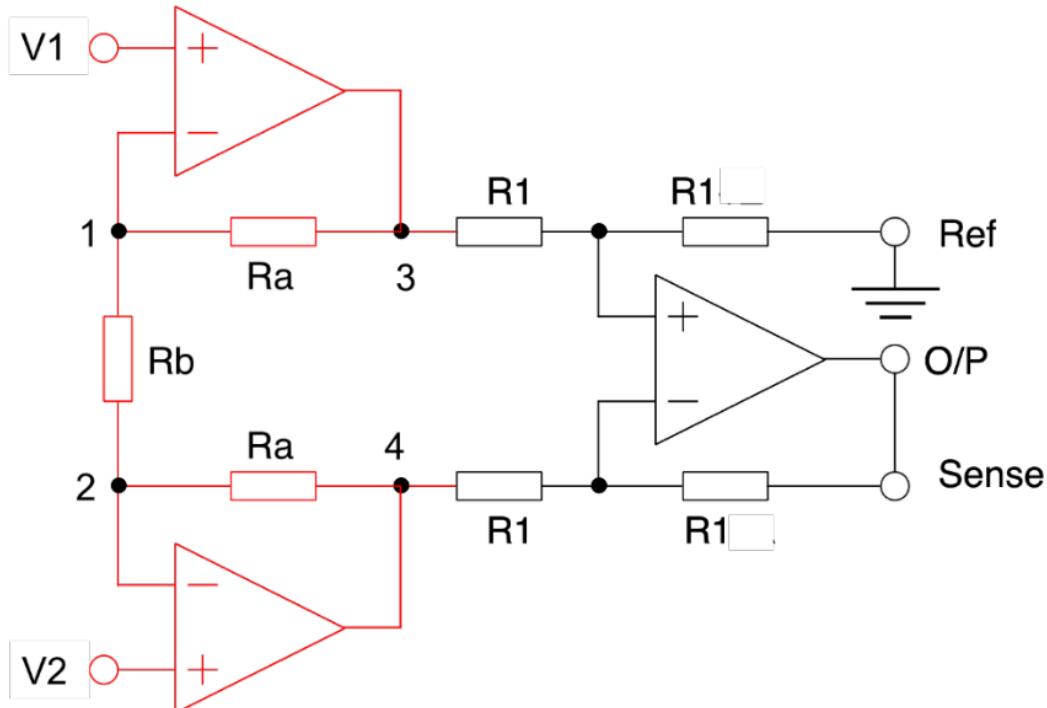 V1
+
−
R1
R1
1
Ra
3
Ref
+
Rb
O/P
−
Ra
4
2
Sense
R1
R1
−
V2
+